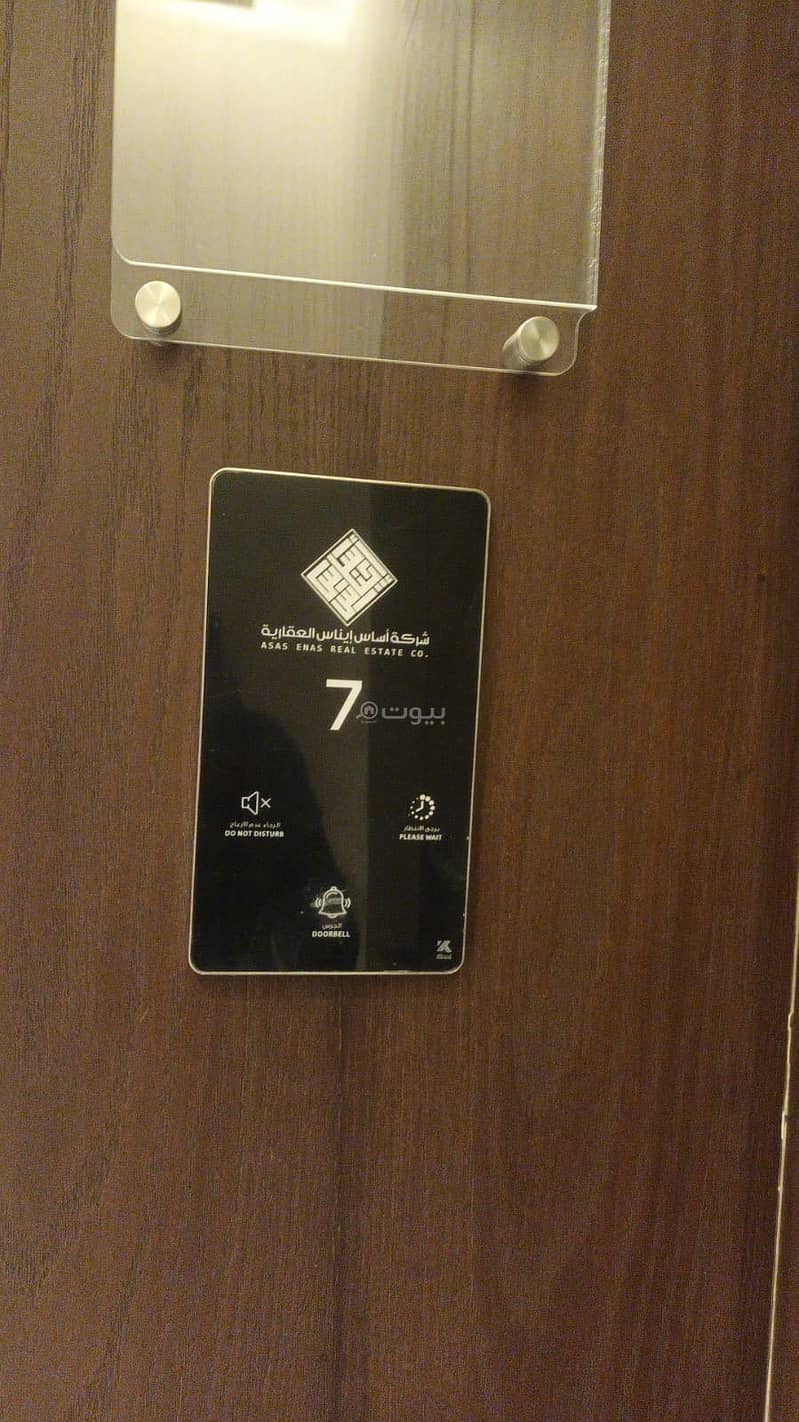 شركة أساس إيناس العقارية
ASAS ENAS REAL ESTATE CO.
7
بيوت
الرجاء عدم الازعاج
DO NOT DISTURB
يرجى الانتظار
PLEASE WAIT
الجرس
DOORBELL